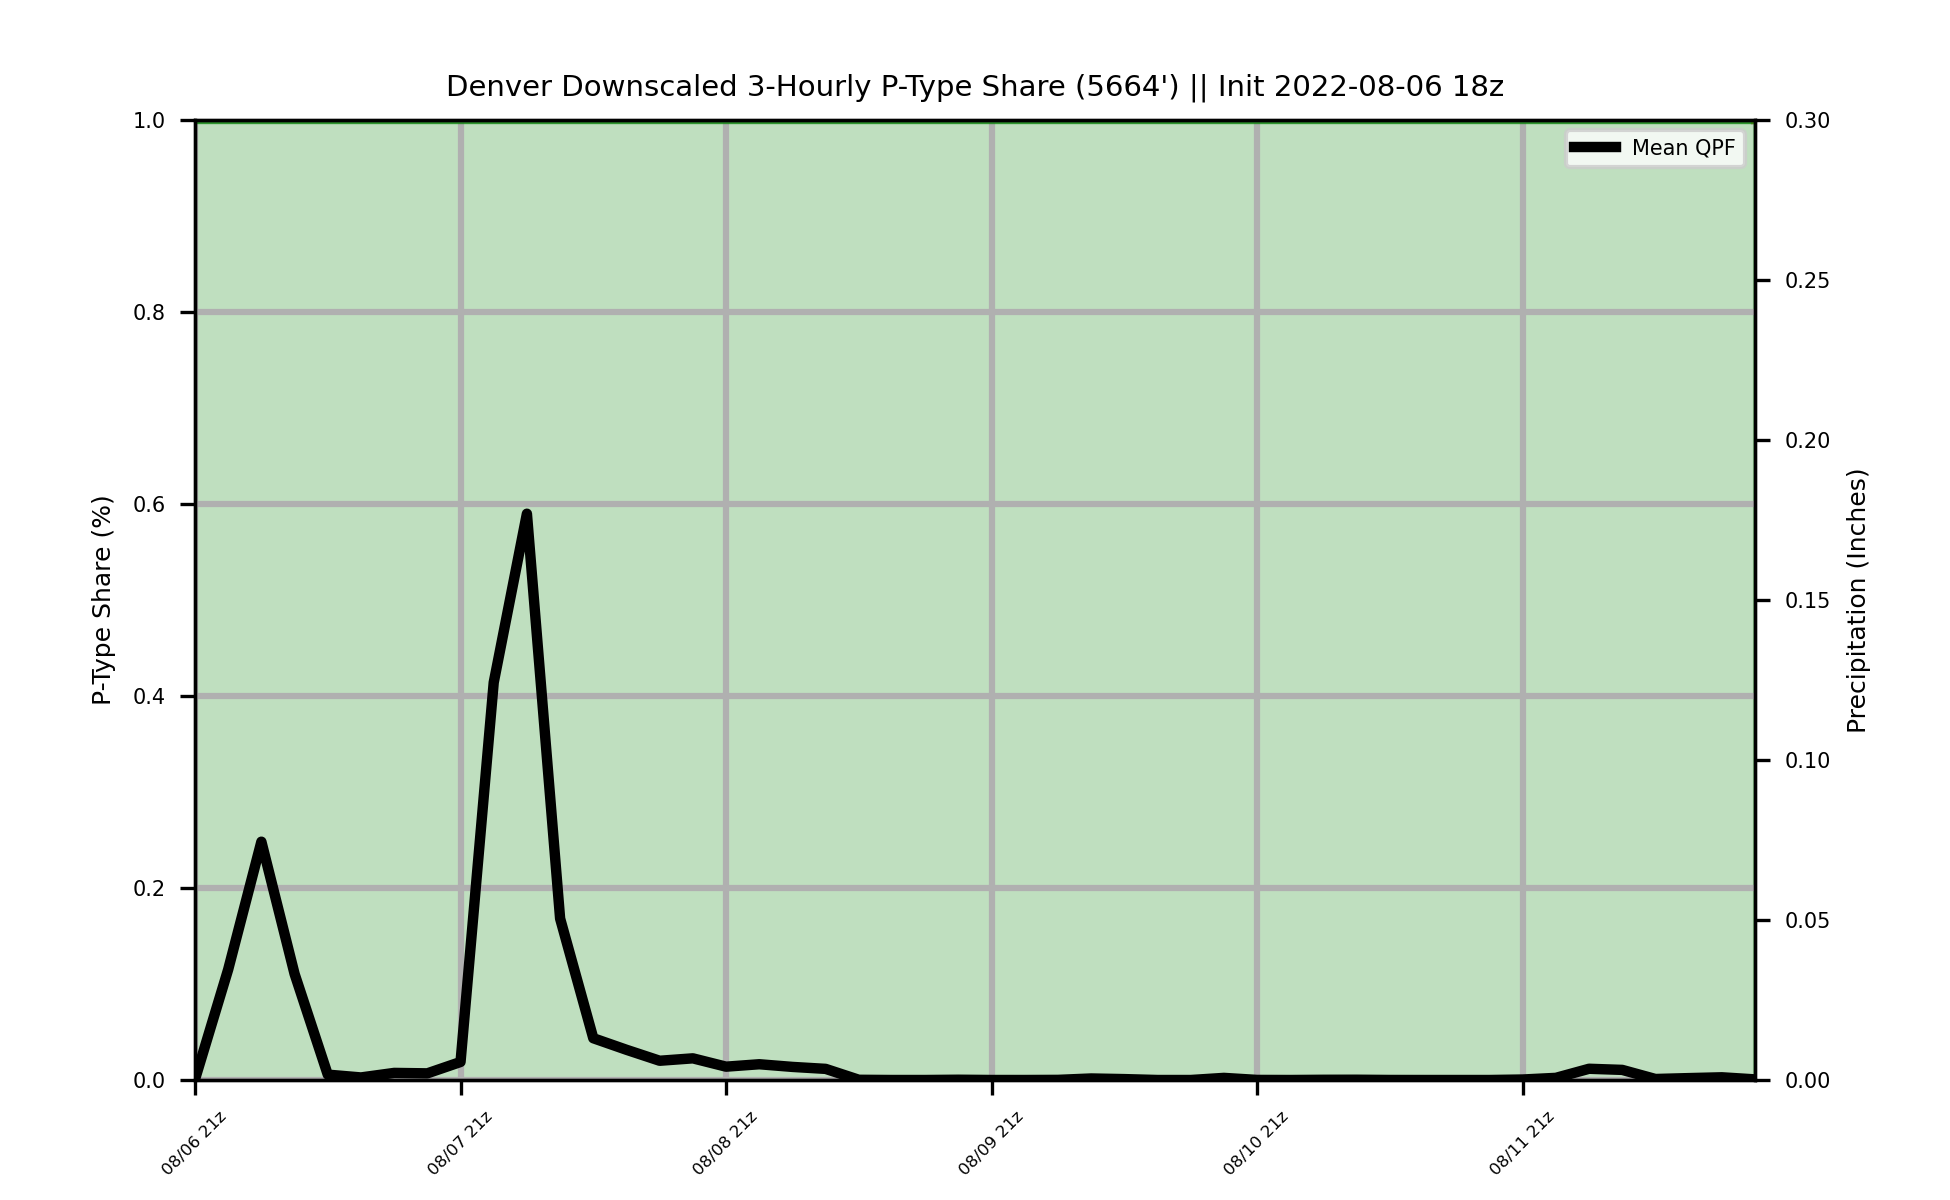 Denver Downscaled 3-Hourly P-Type Share (5664') || Init 2022-08-06 18z
Mean QPF
P-Type Share (%)
1.0
0.8
0.6
0.4
0.2
0.0
0.30
0.25
0.20
0.15
0.10
0.05
0.00
Precipitation (Inches)
08/06 21z
08/07 21z
08/08 21z
08/09 21z
08/10 21z
08/11 21z